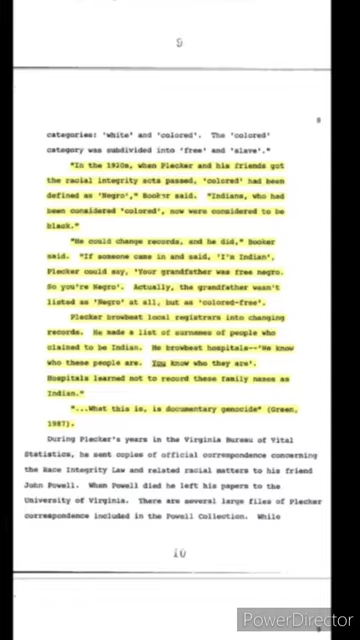 9
8
categories: 'white' and 'colored'. The 'colored'
category was subdivided into 'free' and 'slave'."
"In the 1920s, when Plecker and his friends got
the racial integrity acts passed, 'colored' had been
defined as 'Negro'," Booker said. "Indians, who had
been considered 'colored', now were considered to be
black."
"He could change records, and he did," Booker
said. "If someone came in and said, 'I'm Indian',
Plecker could say, 'Your grandfather was free negro.
So you're Negro'. Actually, the grandfather wasn't
listed as 'Negro' at all, but as 'colored-free'.
Plecker browbeat local registrars into changing
records. He made a list of surnames of people who
claimed to be Indian. He browbeat hospitals--'We know
who these people are. You know who they are'.
Hospitals learned not to record these family names as
Indian."
"...What this is, is documentary genocide" (Green,
1987).
During Plecker's years in the Virginia Bureau of Vital
Statistics, he sent copies of official correspondence concerning
the Race Integrity Law and related racial matters to his friend
John Powell. When Powell died he left his papers to the
University of Virginia. There are several large files of Plecker
correspondence included in the Powell Collection. While
10
PowerDirector